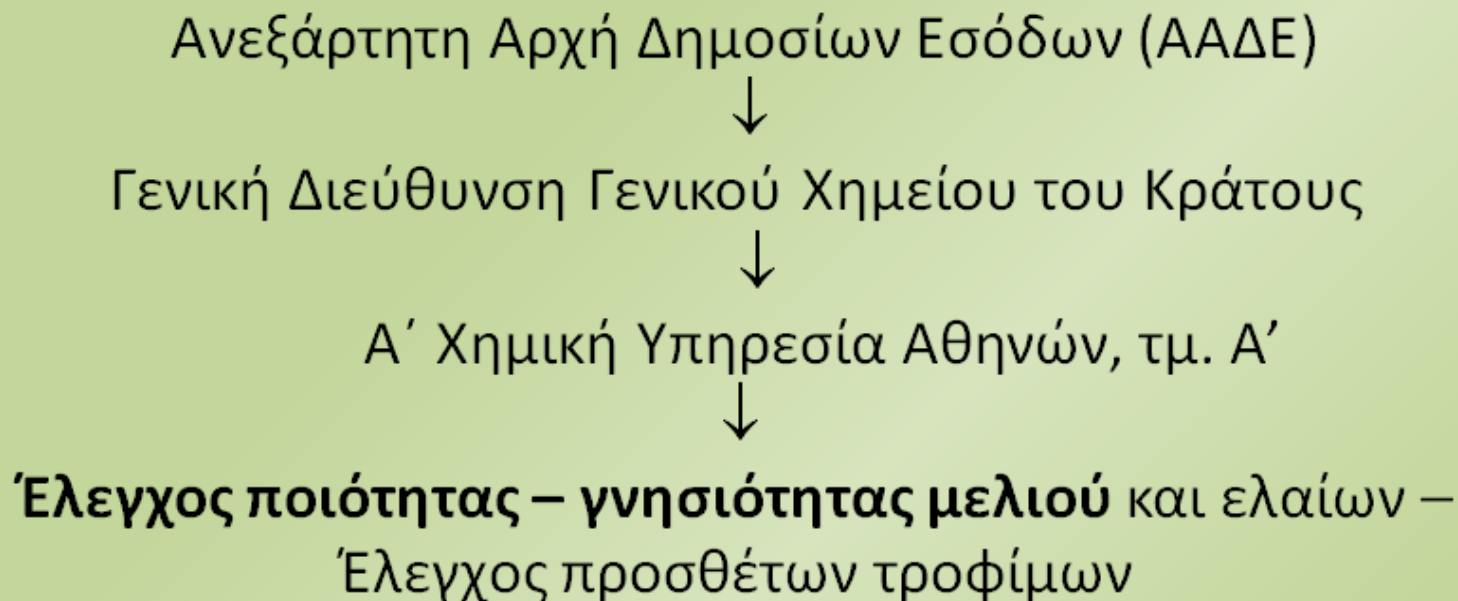 Ανεξάρτητη Αρχή Δημοσίων Εσόδων (ΑΑΔΕ)
↓
Γενική Διεύθυνση Γενικού Χημείου του Κράτους
↓
Α΄ Χημική Υπηρεσία Αθηνών, τμ. Α’
↓
Έλεγχος ποιότητας – γνησιότητας μελιού και ελαίων –
Έλεγχος προσθέτων τροφίμων